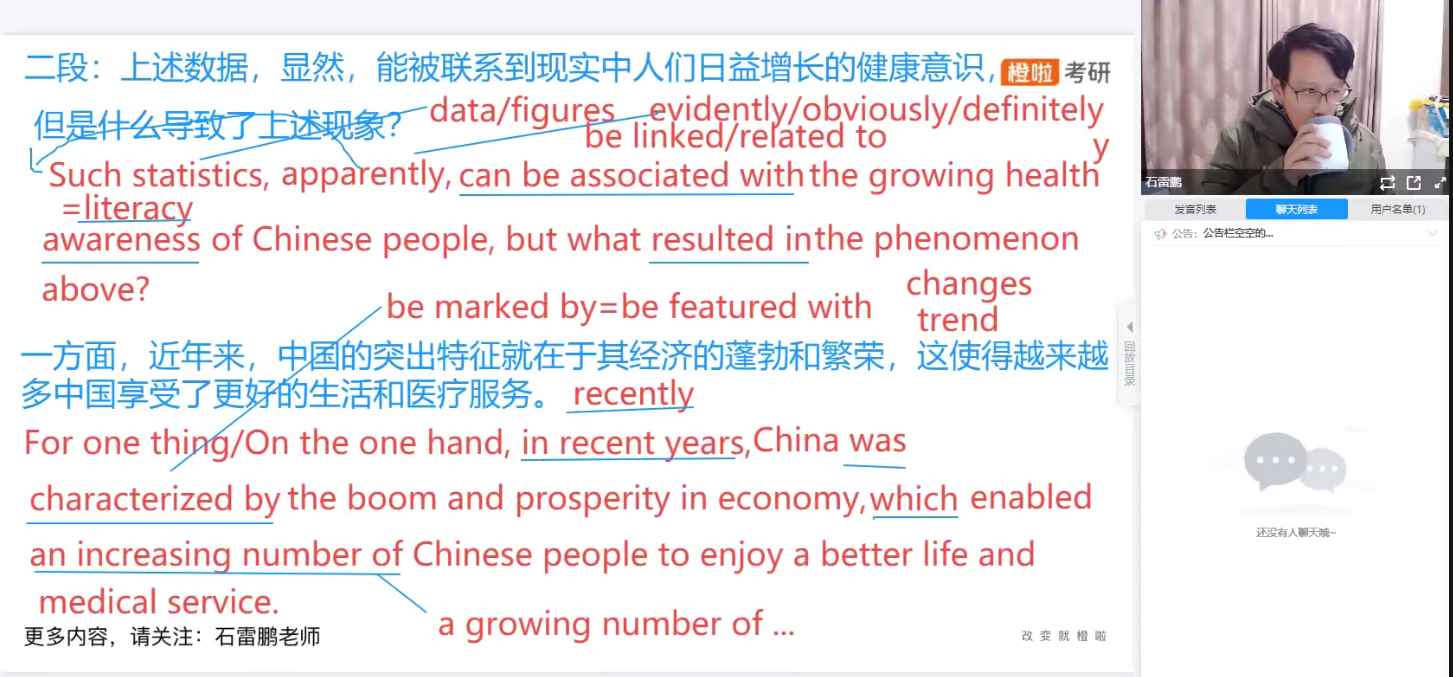 二段：上述数据，显然，能被联系到现实中人们日益增长的健康意识，
橙啦 考研
但是什么导致了上述现象？
data/figures
evidently/obviously/definitely
be linked/related to
y
Such statistics, apparently, can be associated with the growing health
=literacy
awareness of Chinese people, but what resulted in the phenomenon
above?
changes
be marked by=be featured with
trend
一方面，近年来，中国的突出特征就在于其经济的蓬勃和繁荣，这使得越来越
多中国享受了更好的生活和医疗服务。
recently
For one thing/On the one hand, in recent years,China was
characterized by the boom and prosperity in economy,which enabled
an increasing number of Chinese people to enjoy a better life and
medical service.
a growing number of ...
更多内容，请关注：石雷鹏老师
改变就橙啦
石雷鹏
发言列表
聊天列表
用户名单(1)
公告：公告栏空空的...
回放目录
还没有人聊天哦~